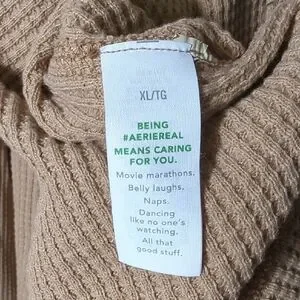 XL/TG
BEING
#AERIEREAL
MEANS CARING
FOR YOU.
Movie marathons.
Belly laughs.
Naps.
Dancing
like no one's
watching.
All that
good stuff.